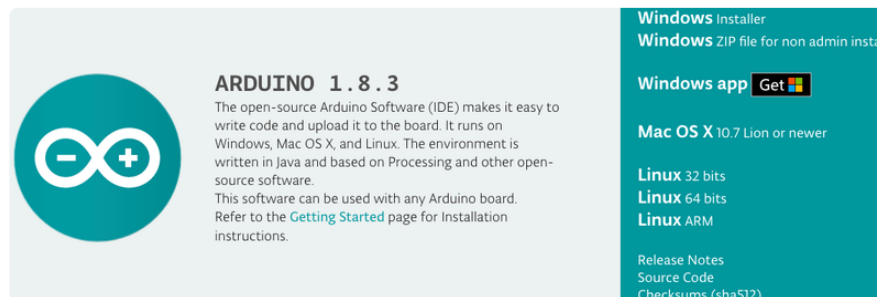 ARDUINO 1.8.3
The open-source Arduino Software (IDE) makes it easy to
write code and upload it to the board. It runs on
Windows, Mac OS X, and Linux. The environment is
written in Java and based on Processing and other open-
source software.
This software can be used with any Arduino board.
Refer to the Getting Started page for Installation
instructions.
Windows Installer
Windows ZIP file for non admin
Windows app Get
Mac OS X 10.7 Lion or newer
Linux 32 bits
Linux 64 bits
Linux ARM
Release Notes
Source Code
Checksums (sha512)